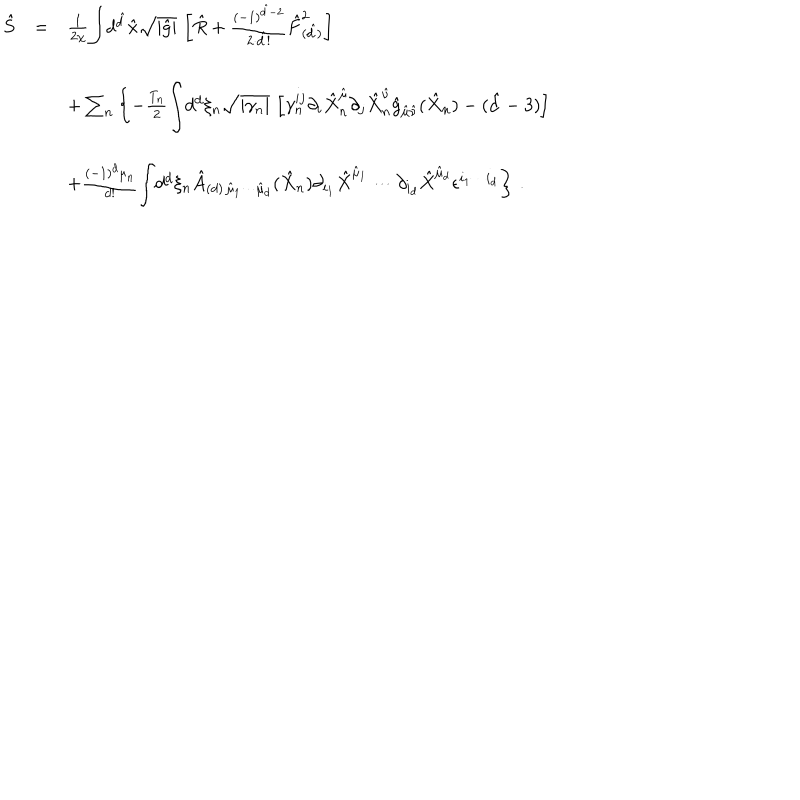 \hat{S} = \frac{1}{2\chi} \int d^{\hat{d}} \hat{x} \sqrt{|\hat{g}|} \left[ \hat{R} + \frac{(-1)^{\hat{d}-2}}{2\, \hat{d}!} \hat{F}^2_{(\hat{d})} \right]
+ \sum_n \left\{ -\frac{T_n}{2} \int d^d \xi_n \sqrt{|\gamma_n|} \left[ \gamma_n^{ij} \partial_i \hat{X}_n^{\hat{\mu}} \partial_j \hat{X}_n^{\hat{\nu}} \hat{g}_{\hat{\mu}\hat{\nu}} (\hat{X}_n) - (\hat{d} - 3) \right] \right.
\left. + \frac{(-1)^d \mu_n}{d!} \int d^d \xi_n \hat{A}_{(d)\, \hat{\mu}_1 \cdots \hat{\mu}_d} (\hat{X}_n) \partial_{i_1} \hat{X}^{\hat{\mu}_1} \cdots \partial_{i_d} \hat{X}^{\hat{\mu}_d} \epsilon^{i_1 \cdots i_d} \right\} .